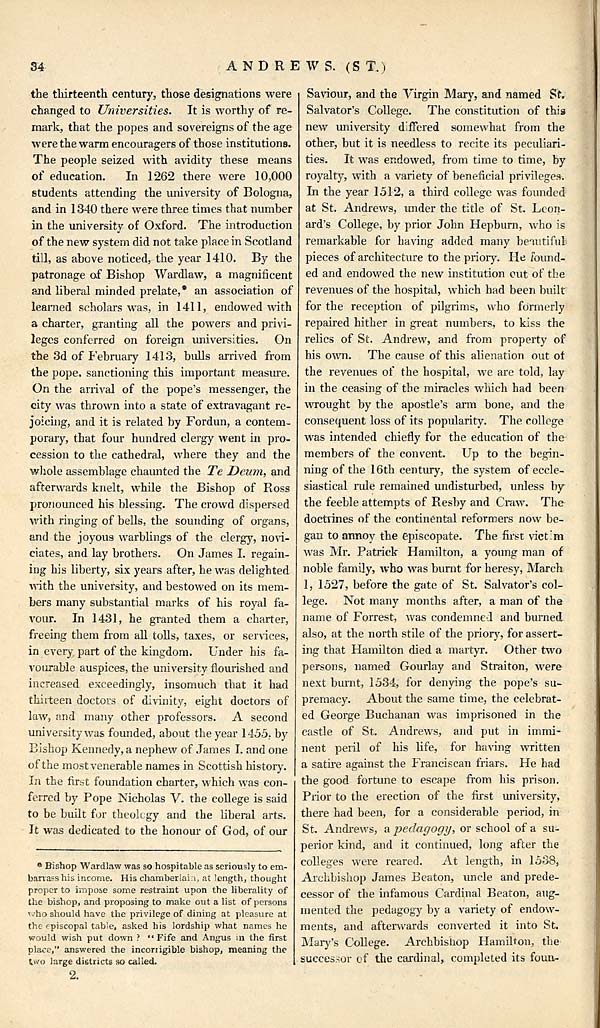 34
ANDREWS. (ST.)
the thirteenth century, those designations were
changed to Universities. It is worthy of re-
mark, that the popes and sovereigns of the age
were the warm encouragers of those institutions.
The people seized with avidity these means
of education. In 1262 there were 10,000
students attending the university of Bologna,
and in 1340 there were three times that number
in the university of Oxford. The introduction
of the new system did not take place in Scotland
till, as above noticed, the year 1410. By the
patronage of Bishop Wardlaw, a magnificent
and liberal minded prelate,* an association of
learned scholars was, in 1411, endowed with
a charter, granting all the powers and privi-
leges conferred on foreign universities. On
the 3d of February 1413, bulls arrived from
the pope, sanctioning this important measure.
On the arrival of the pope's messenger, the
city was thrown into a state of extravagant re-
joicing, and it is related by Fordun, a contem-
porary, that four hundred clergy went in pro-
cession to the cathedral, where they and the
whole assemblage chaunted the Te Deum, and
afterwards knelt, while the Bishop of Ross
pronounced his blessing. The crowd dispersed
with ringing of bells, the sounding of organs,
and the joyous warblings of the clergy, novi-
ciates, and lay brothers. On James I. regain-
ing his liberty, six years after, he was delighted
with the university, and bestowed on its mem-
bers many substantial marks of his royal fa-
vour. In 1431, he granted them a charter,
freeing them from all tolls, taxes, or services,
in every part of the kingdom. Under his fa-
vourable auspices, the university flourished and
increased exceedingly, insomuch that it had
thirteen doctors of divinity, eight doctors of
law, and many other professors. A second
university was founded, about the year 1455, by
Bishop Kennedy, a nephew of James I. and one
of the most venerable names in Scottish history.
In the first foundation charter, which was con-
ferred by Pope Nicholas V. the college is said
to be built for theology and the liberal arts.
It was dedicated to the honour of God, of our
* Bishop Wardlaw was so hospitable as seriously to em-
barrass his income. His chamberlain, at length, thought
proper to impose some restraint upon the liberality of
the bishop, and proposing to make out a list of persons
who should have the privilege of dining at pleasure at
the episcopal table, asked his lordship what names he
would wish put down? "Fife and Angus in the first
place," answered the incorrigible bishop, meaning the
two large districts so called.
2.
Saviour, and the Virgin Mary, and named St.
Salvator's College. The constitution of this
new university differed somewhat from the
other, but it is needless to recite its peculiari-
ties. It was endowed, from time to time, by
royalty, with a variety of beneficial privileges.
In the year 1512, a third college was founded
at St. Andrews, under the title of St. Leon-
ard's College, by prior John Hepburn, who is
remarkable for having added many beautiful
pieces of architecture to the priory. He found-
ed and endowed the new institution out of the
revenues of the hospital, which had been built
for the reception of pilgrims, who formerly
repaired hither in great numbers, to kiss the
relics of St. Andrew, and from property of
his own. The cause of this alienation out of
the revenues of the hospital, we are told, lay
in the ceasing of the miracles which had been
wrought by the apostle's arm bone, and the
consequent loss of its popularity. The college
was intended chiefly for the education of the
members of the convent. Up to the begin-
ning of the 16th century, the system of eccle-
siastical rule remained undisturbed, unless by
the feeble attempts of Resby and Craw. The
doctrines of the continental reformers now be-
gan to annoy the episcopate. The first victim
was Mr. Patrick Hamilton, a young man of
noble family, who was burnt for heresy, March
1, 1527, before the gate of St. Salvator's col-
lege. Not many months after, a man of the
name of Forrest, was condemned and burned
also, at the north stile of the priory, for assert-
ing that Hamilton died a martyr. Other two
persons, named Gourlay and Straiton, were
next burnt, 1534, for denying the pope's su-
premacy. About the same time, the celebrat-
ed George Buchanan was imprisoned in the
castle of St. Andrews, and put in immi-
nent peril of his life, for having written
a satire against the Franciscan friars. He had
the good fortune to escape from his prison.
Prior to the erection of the first university,
there had been, for a considerable period, in
St. Andrews, a pedagogy, or school of a su-
perior kind, and it continued, long after the
colleges were reared. At length, in 1538,
Archbishop James Beaton, uncle and prede-
cessor of the infamous Cardinal Beaton, aug-
mented the pedagogy by a variety of endow-
ments, and afterwards converted it into St.
Mary's College. Archbishop Hamilton, the
successor of the cardinal, completed its foun-